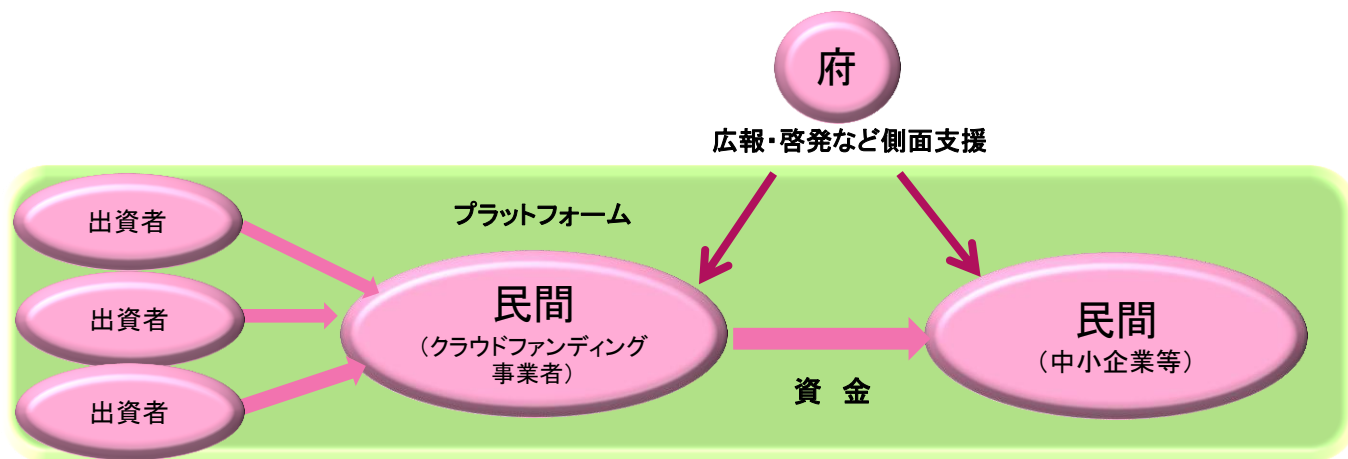 府
広報・啓発など側面支援
プラットフォーム
出資者
出資者
出資者
民間
（クラウドファンディング
事業者）
資　金
民間
（中小企業等）